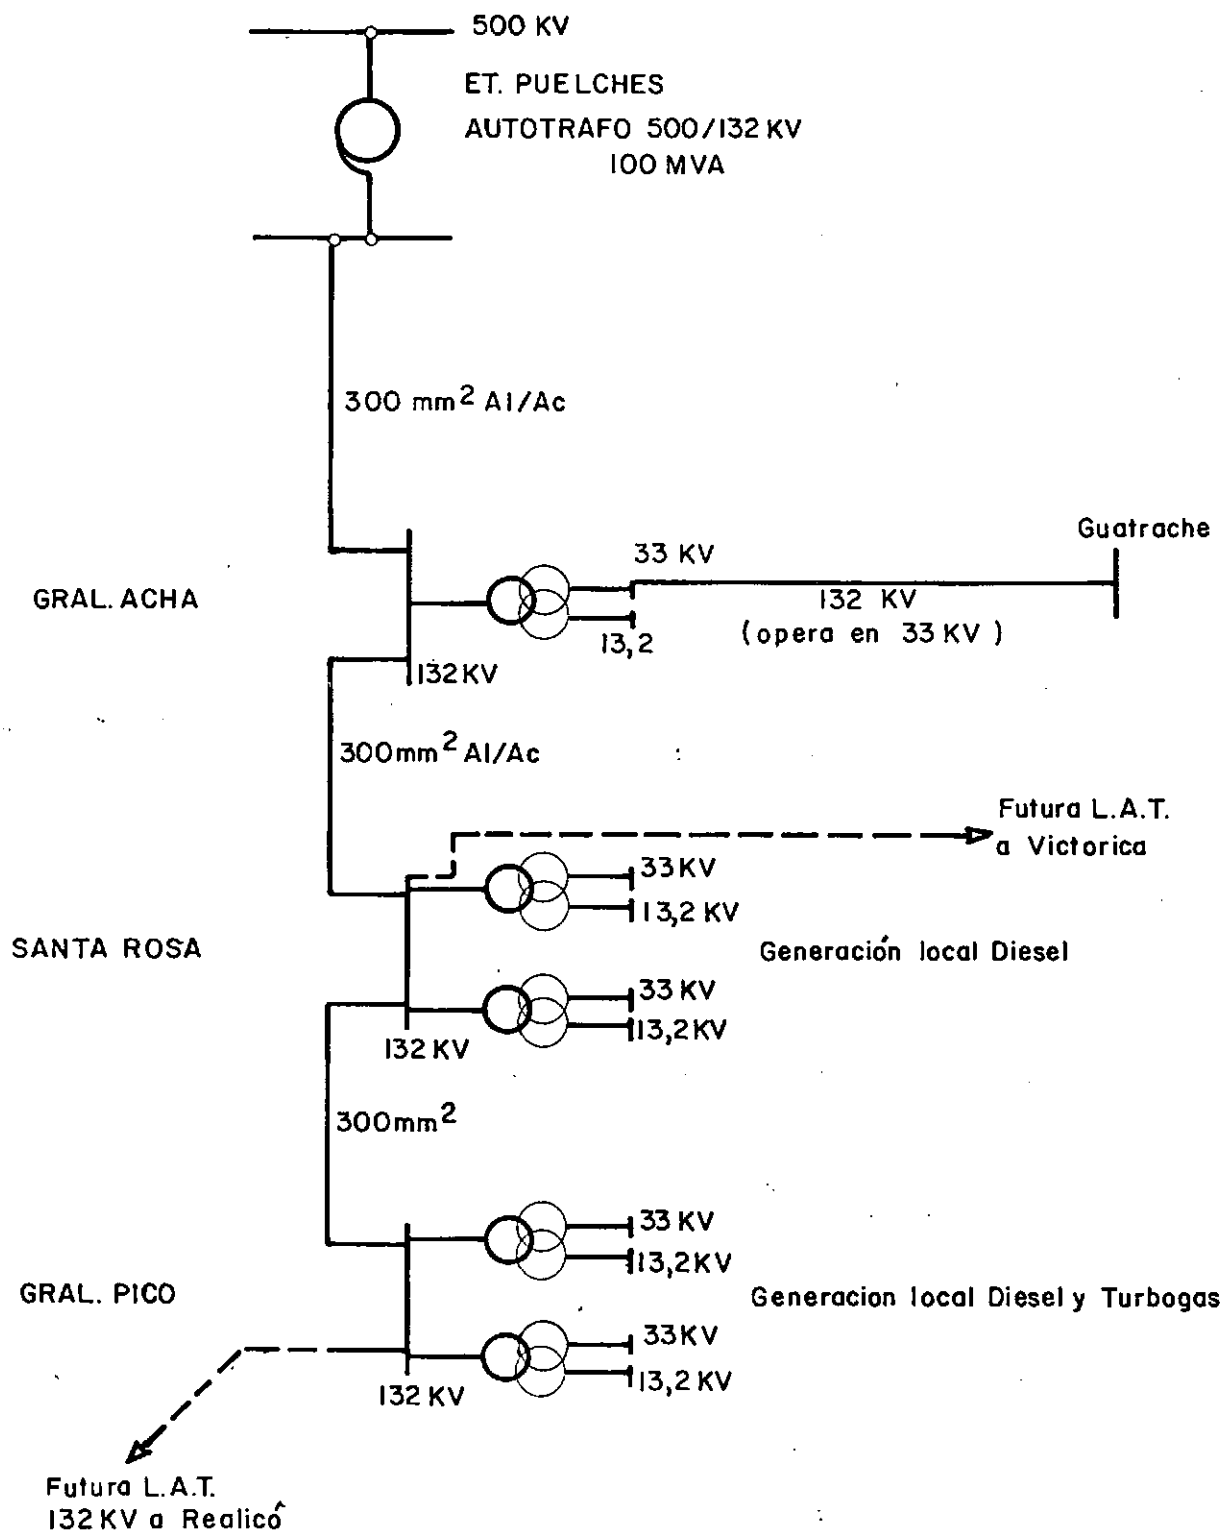 500 KV
ET. PUELCHES
AUTOTRAFO 500/132 KV
100 MVA
300 mm² Al/Ac
Guatrache
33 KV
GRAL. ACHA
132 KV
(opera en 33 KV)
13,2
132 KV
300mm² Al/Ac
Futura L.A.T.
a Victorica
33 KV
13,2 KV
SANTA ROSA
Generación local Diesel
33 KV
13,2 KV
132 KV
300mm²
33 KV
13,2 KV
GRAL. PICO
Generacion local Diesel y Turbogas
33 KV
13,2 KV
132 KV
Futura L.A.T.
132 KV a Realicó